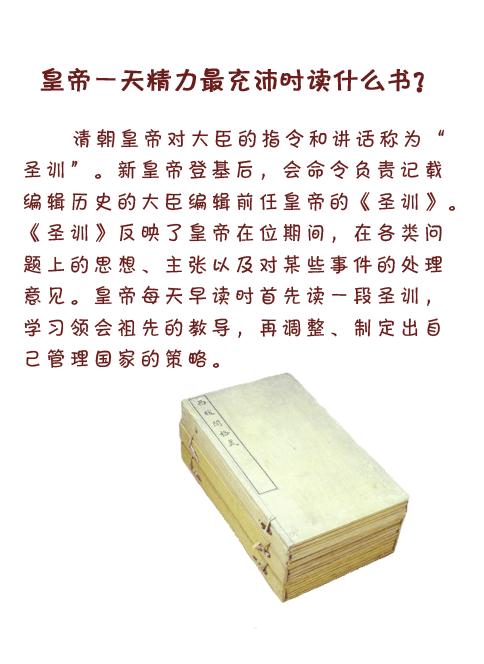 皇帝一天精力最充沛时读什么书？
清朝皇帝对大臣的指令和讲话称为“
圣训”。新皇帝登基后，会命令负责记载
编辑历史的大臣编辑前任皇帝的《圣训》。
《圣训》反映了皇帝在位期间，在各类问
题上的思想、主张以及对某些事件的处理
意见。皇帝每天早读时首先读一段圣训，
学习领会祖先的教导，再调整、制定出自
己管理国家的策略。